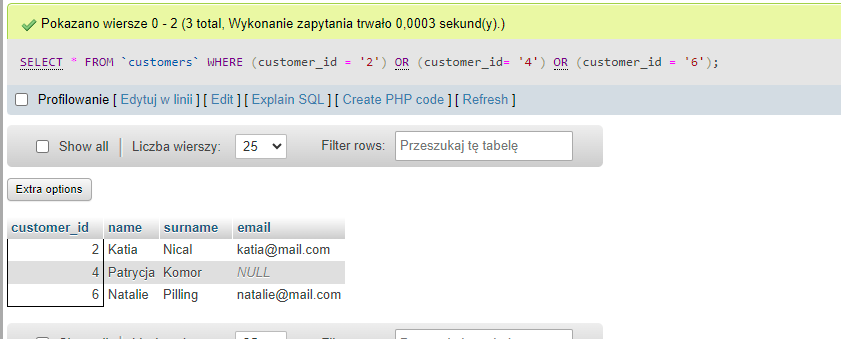 Pokazano wiersze 0 - 2 (3 total, Wykonanie zapytania trwało 0,0003 sekund(y).)
SELECT * FROM `customers` WHERE (customer_id = '2') OR (customer_id= '4') OR (customer_id = '6');
Profilowanie [ Edytuj w linii ] [ Edit ] [ Explain SQL ] [ Create PHP code ] [ Refresh ]
Show all Liczba wierszy: 25 Filter rows: Przeszukaj tę tabelę
Extra options
customer_id name surname email
2 Katia Nical katia@mail.com
4 Patrycja Komor NULL
6 Natalie Pilling natalie@mail.com